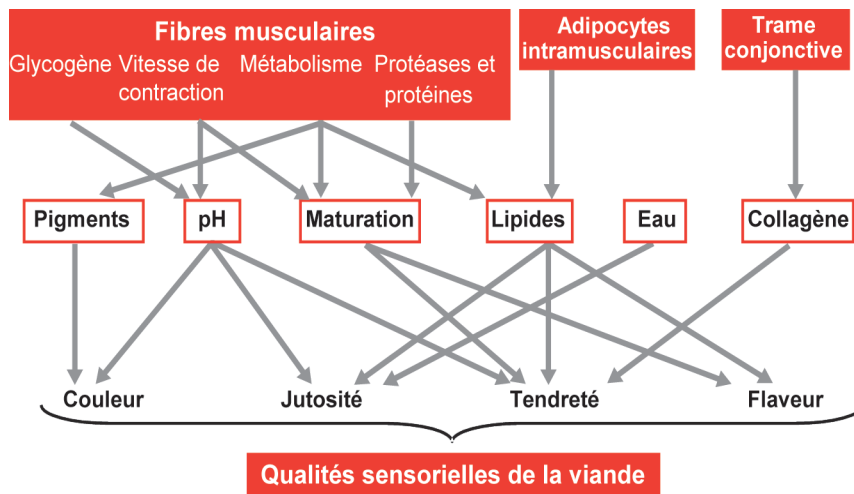 Fibres musculaires
Glycogène Vitesse de contraction Métabolisme Protéases et protéines
Adipocytes
intramusculaires
Trame
conjonctive
Pigments pH Maturation Lipides Eau Collagène
Couleur Jutosité Tendreté Flaveur
Qualités sensorielles de la viande